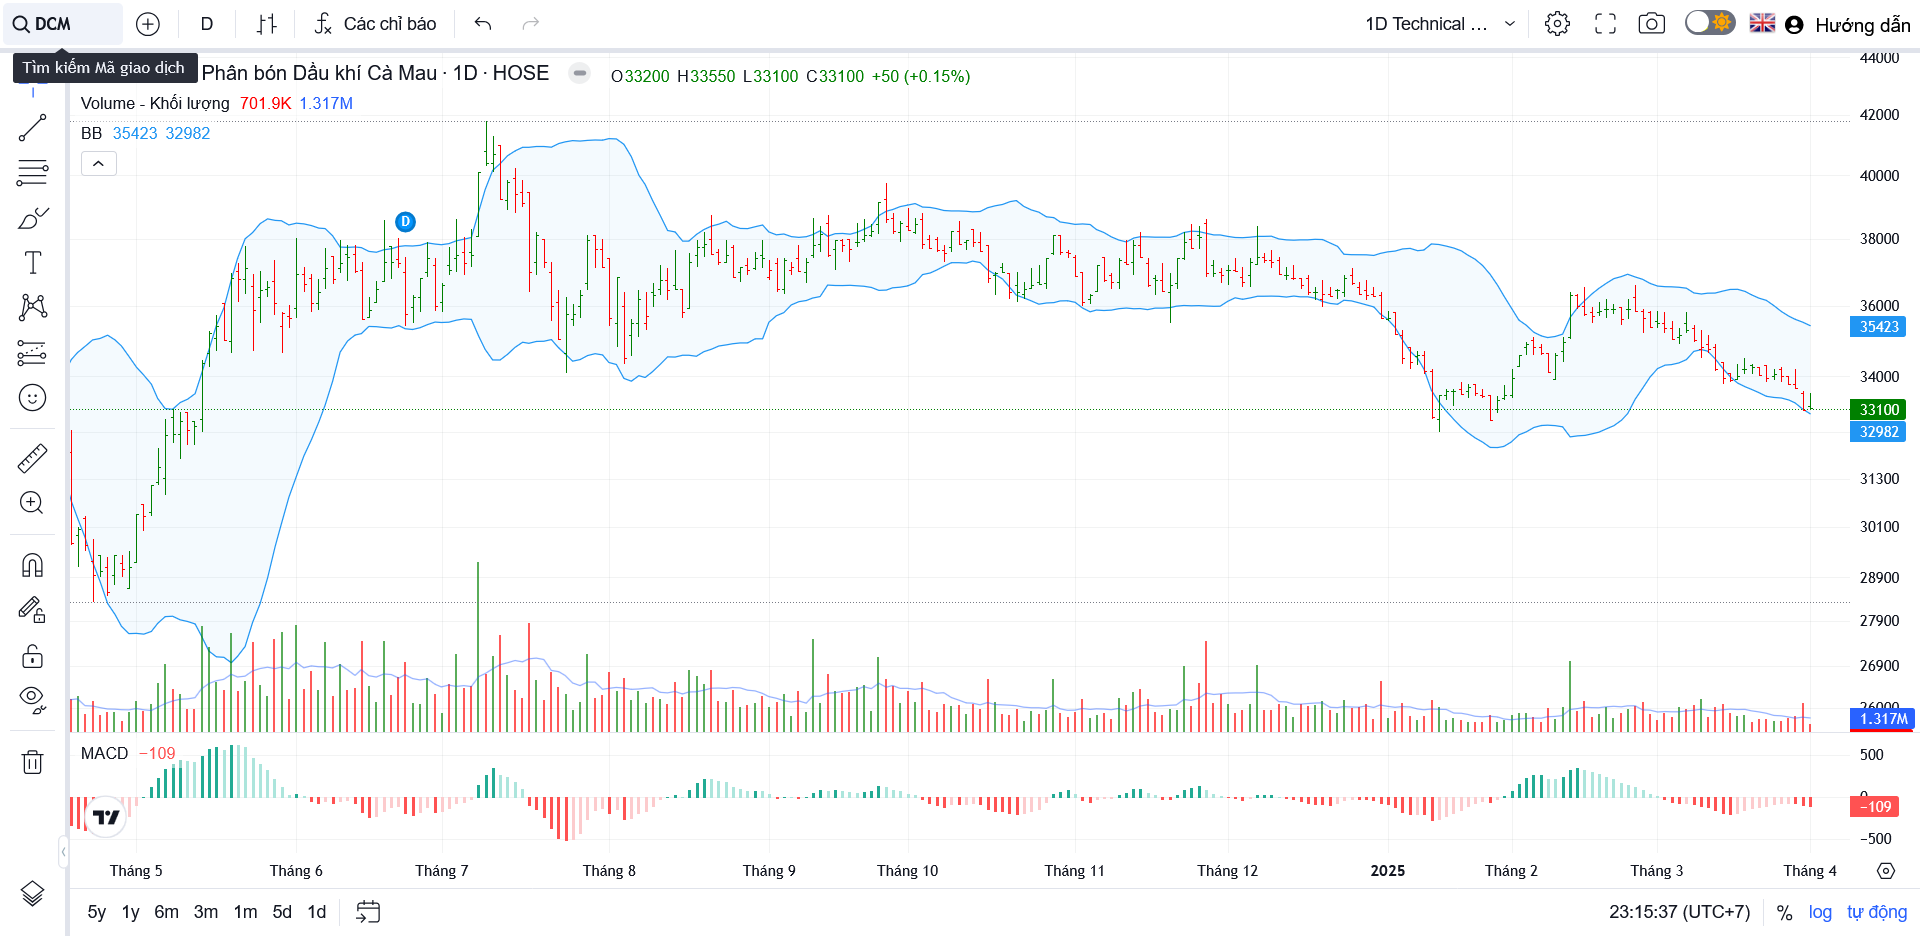 DCM
D
Các chỉ báo
1D Technical ...
Hướng dẫn
Tìm kiếm Mã giao dịch
Phân bón Dầu khí Cà Mau · 1D · HOSE
O33200 H33550 L33100 C33100 +50 (+0.15%)
Volume - Khối lượng 701.9K 1.317M
BB 35423 32982
D
44000
42000
40000
38000
36000
35423
34000
33100
32982
31300
30100
28900
27900
26900
26000
1.317M
MACD −109
500
0
−109
−500
Tháng 5 Tháng 6 Tháng 7 Tháng 8 Tháng 9 Tháng 10 Tháng 11 Tháng 12 2025 Tháng 2 Tháng 3 Tháng 4
5y 1y 6m 3m 1m 5d 1d
23:15:37 (UTC+7) % log tự động